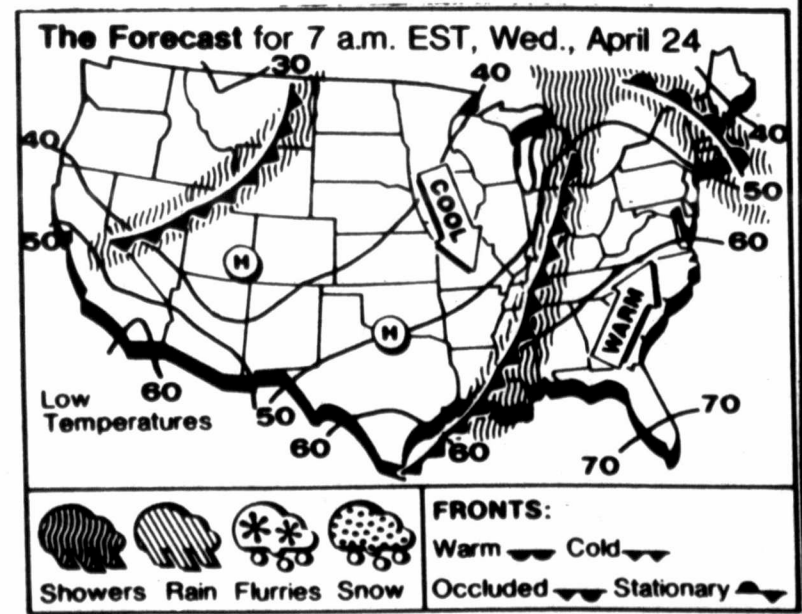 The Forecast for 7 a.m. EST, Wed., April 24
30
40
40
40
50
50
60
COOL
H
H
WARM
60
50
60
60
70
70
Low
Temperatures
Showers Rain Flurries Snow
FRONTS:
Warm Cold
Occluded Stationary